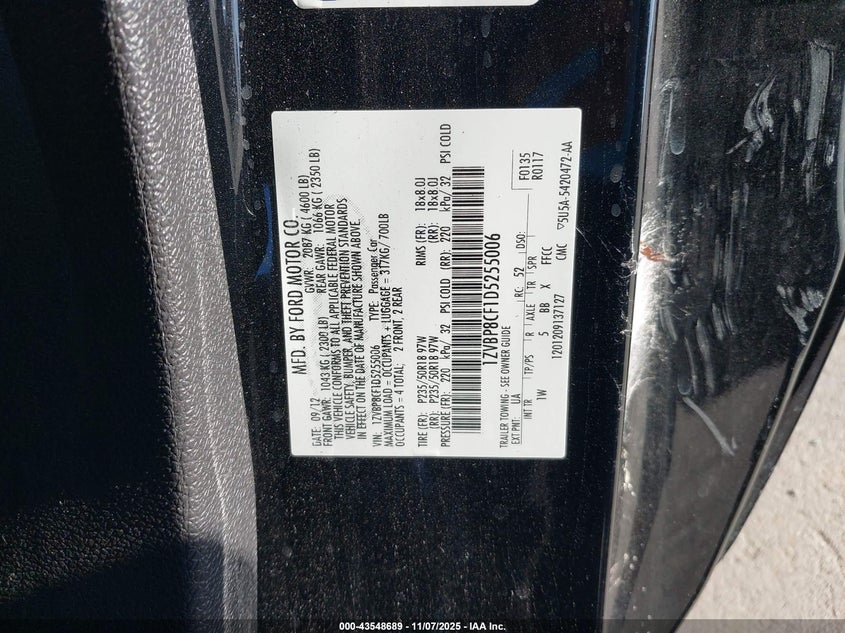 MFD. BY FORD MOTOR CO.
DATE: 09/12 GVWR: 2087 KG ( 4600 LB)
FRONT GAWR: 1043 KG ( 2300 LB) REAR GAWR: 1066 KG ( 2350 LB)
THIS VEHICLE CONFORMS TO ALL APPLICABLE FEDERAL MOTOR
VEHICLE SAFETY, BUMPER, AND THEFT PREVENTION STANDARDS
IN EFFECT ON THE DATE OF MANUFACTURE SHOWN ABOVE.
VIN: 1ZVBP8CF1D5255006 TYPE: Passenger Car
MAXIMUM LOAD = OCCUPANTS + LUGGAGE = 317KG/ 700LB
OCCUPANTS = 4 TOTAL: 2 FRONT, 2 REAR
TIRE (FR): P235/50R18 97W RIMS (FR): 18x8.0J
(RR): P235/50R18 97W (RR): 18x8.0J
PRESSURE (FR): 220 kPa/ 32 PSI COLD (RR): 220 kPa/ 32 PSI COLD
1ZVBP8CF1D5255006
TRAILER TOWING - SEE OWNER GUIDE F0135
EXT PNT: UA RC: 52 DSO: R0117
INT TR TP/PS R AXLE TR SPR
1W 5 BB X FFCC
1201209137127 CMC ▽5U5A-5420472-AA
000-43548689 - 11/07/2025 - IAA Inc.